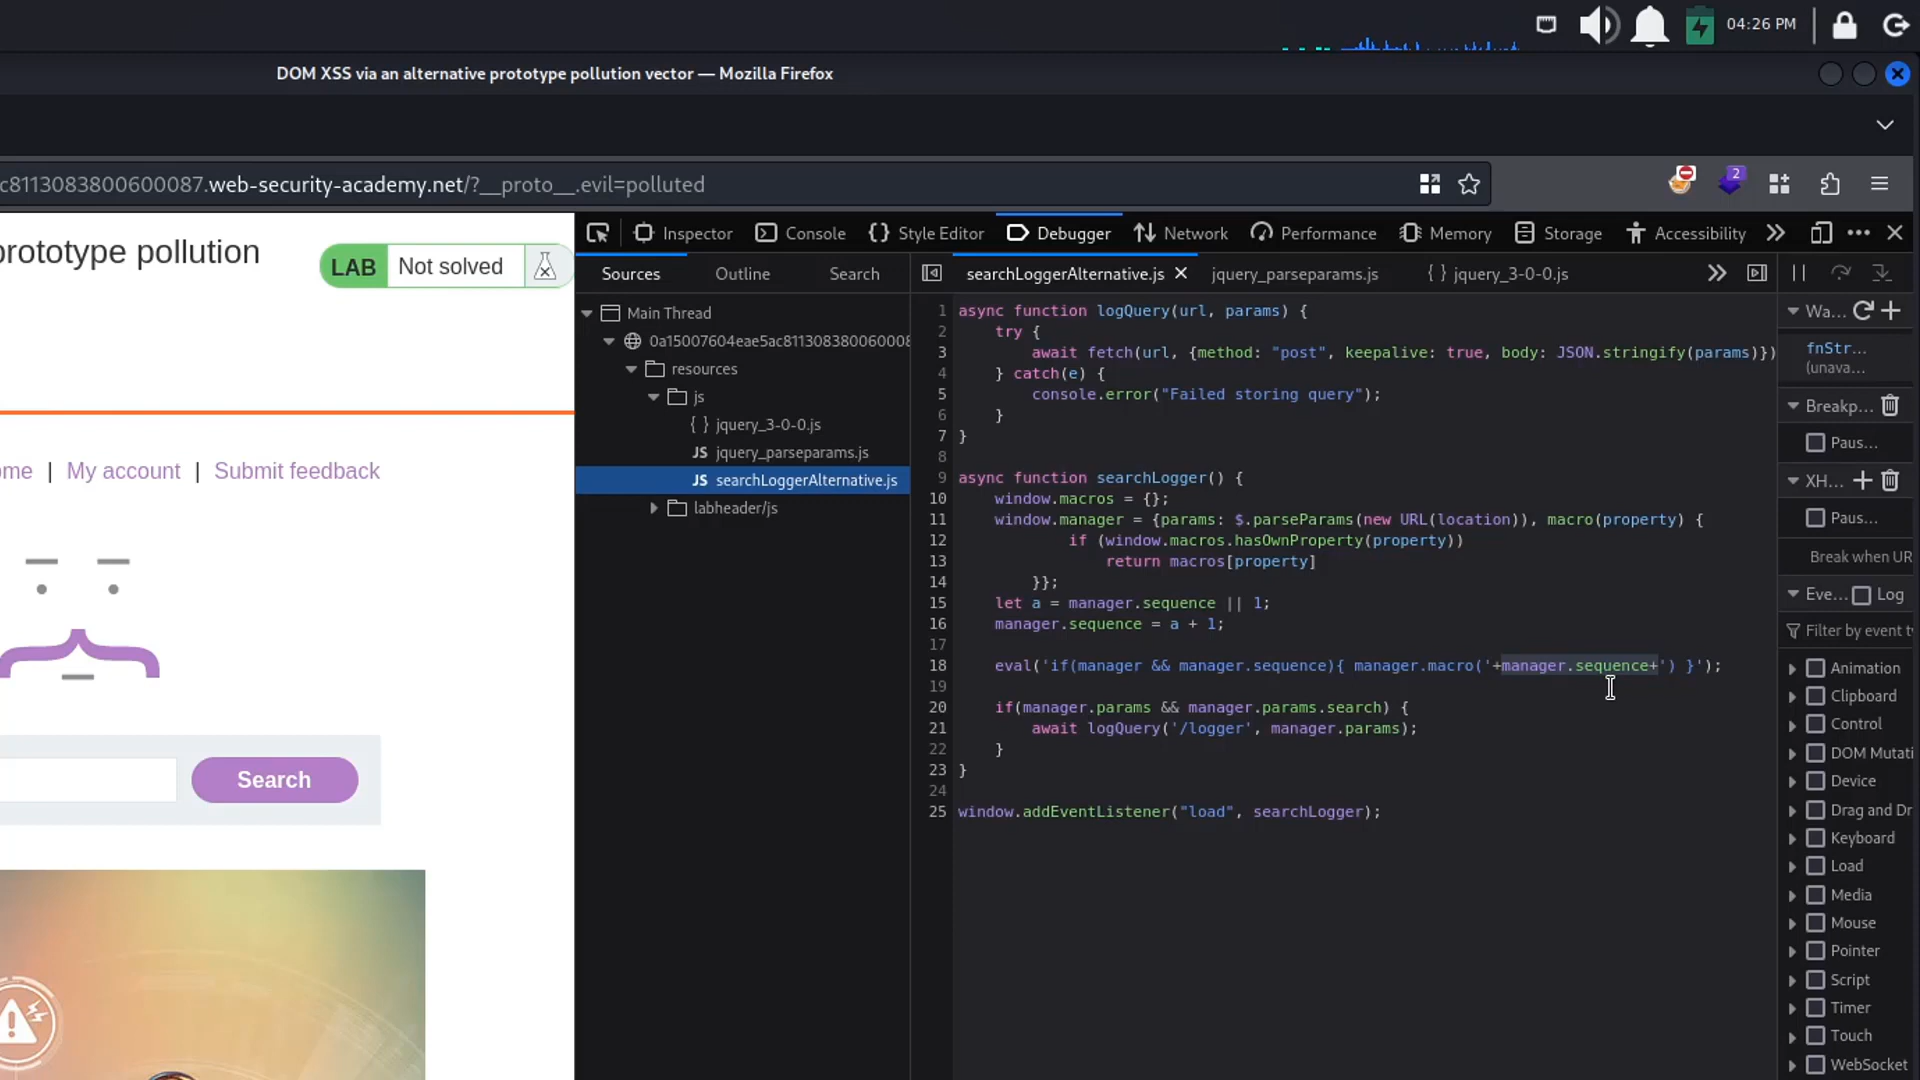 04:26 PM
DOM XSS via an alternative prototype pollution vector — Mozilla Firefox
c8113083800600087.web-security-academy.net/?__proto__.evil=polluted
2
prototype pollution
LAB Not solved
ome | My account | Submit feedback
Search
Inspector Console Style Editor Debugger Network Performance Memory Storage Accessibility
Sources Outline Search
searchLoggerAlternative.js jquery_parseparams.js { } jquery_3-0-0.js
Main Thread
0a15007604eae5ac811308380060008
resources
js
{ } jquery_3-0-0.js
JS jquery_parseparams.js
JS searchLoggerAlternative.js
labheader/js
1 async function logQuery(url, params) {
2 try {
3 await fetch(url, {method: "post", keepalive: true, body: JSON.stringify(params)})
4 } catch(e) {
5 console.error("Failed storing query");
6 }
7 }
8
9 async function searchLogger() {
10 window.macros = {};
11 window.manager = {params: $.parseParams(new URL(location)), macro(property) {
12 if (window.macros.hasOwnProperty(property))
13 return macros[property]
14 }};
15 let a = manager.sequence || 1;
16 manager.sequence = a + 1;
17
18 eval('if(manager && manager.sequence){ manager.macro('+manager.sequence+') }');
19
20 if(manager.params && manager.params.search) {
21 await logQuery('/logger', manager.params);
22 }
23 }
24
25 window.addEventListener("load", searchLogger);
Wa...
fnStr...
(unava...
Breakp...
Paus...
XH...
Paus...
Break when UR
Eve... Log
Filter by event t
Animation
Clipboard
Control
DOM Mutati
Device
Drag and Dr
Keyboard
Load
Media
Mouse
Pointer
Script
Timer
Touch
WebSocket